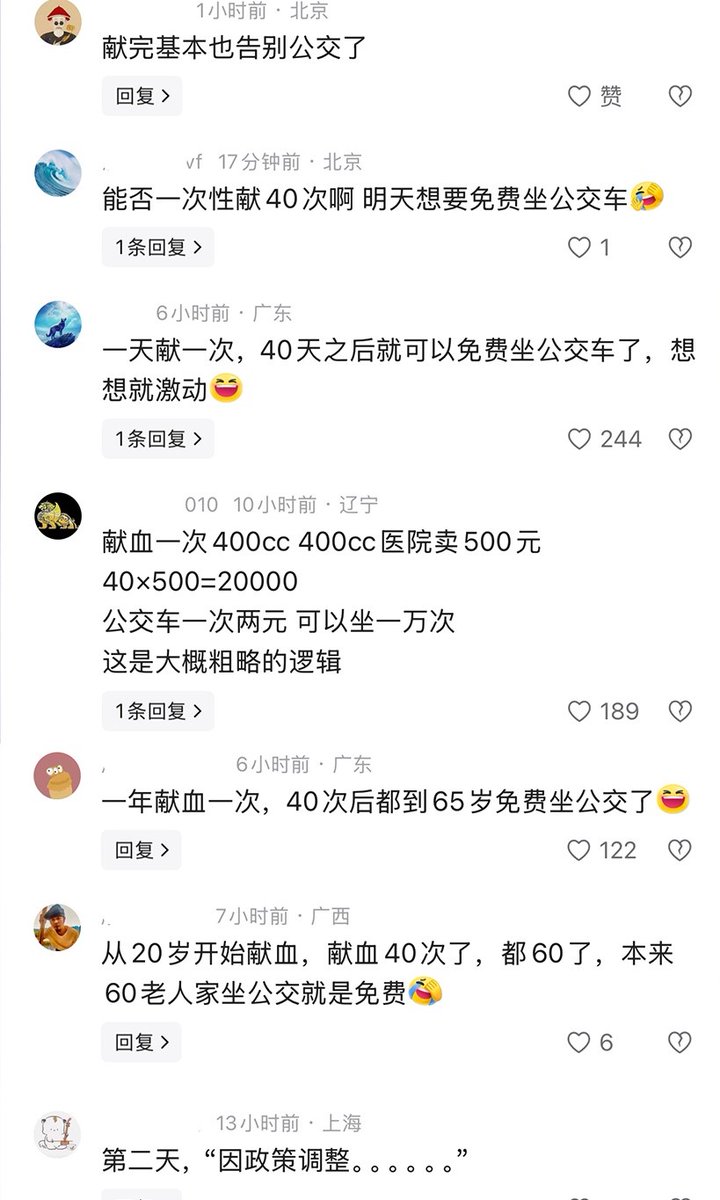 1小时前 · 北京
献完基本也告别公交了
回复 >
赞
vf 17分钟前 · 北京
能否一次性献40次啊 明天想要免费坐公交车
1条回复 >
1
6小时前 · 广东
一天献一次，40天之后就可以免费坐公交车了，想
想就激动
1条回复 >
244
010 10小时前 · 辽宁
献血一次400cc 400cc医院卖500元
40×500=20000
公交车一次两元 可以坐一万次
这是大概粗略的逻辑
1条回复 >
189
6小时前 · 广东
一年献血一次，40次后都到65岁免费坐公交了
回复 >
122
7小时前 · 广西
从20岁开始献血，献血40次了，都60了，本来
60老人家坐公交就是免费
回复 >
6
13小时前 · 上海
第二天，“因政策调整。。。。。。”